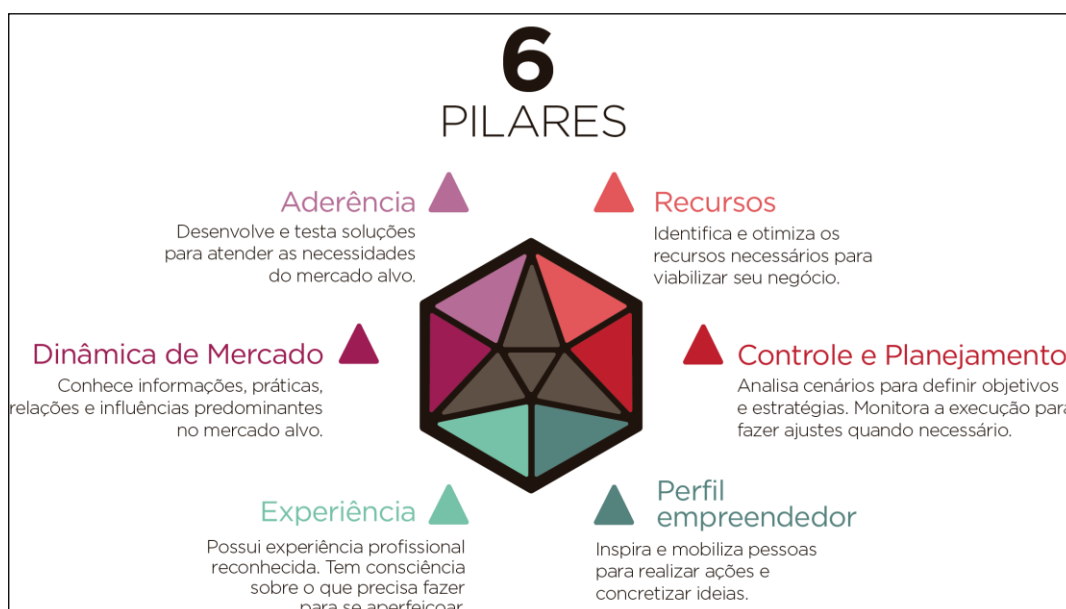 6
PILARES
Aderência
Desenvolve e testa soluções
para atender as necessidades
do mercado alvo.
Recursos
Identifica e otimiza os
recursos necessários para
viabilizar seu negócio.
Dinâmica de Mercado
Conhece informações, práticas,
relações e influências predominantes
no mercado alvo.
Controle e Planejamento
Analisa cenários para definir objetivos
e estratégias. Monitora a execução para
fazer ajustes quando necessário.
Experiência
Possui experiência profissional
reconhecida. Tem consciência
sobre o que precisa fazer
para se aperfeiçoar.
Perfil
empreendedor
Inspira e mobiliza pessoas
para realizar ações e
concretizar ideias.